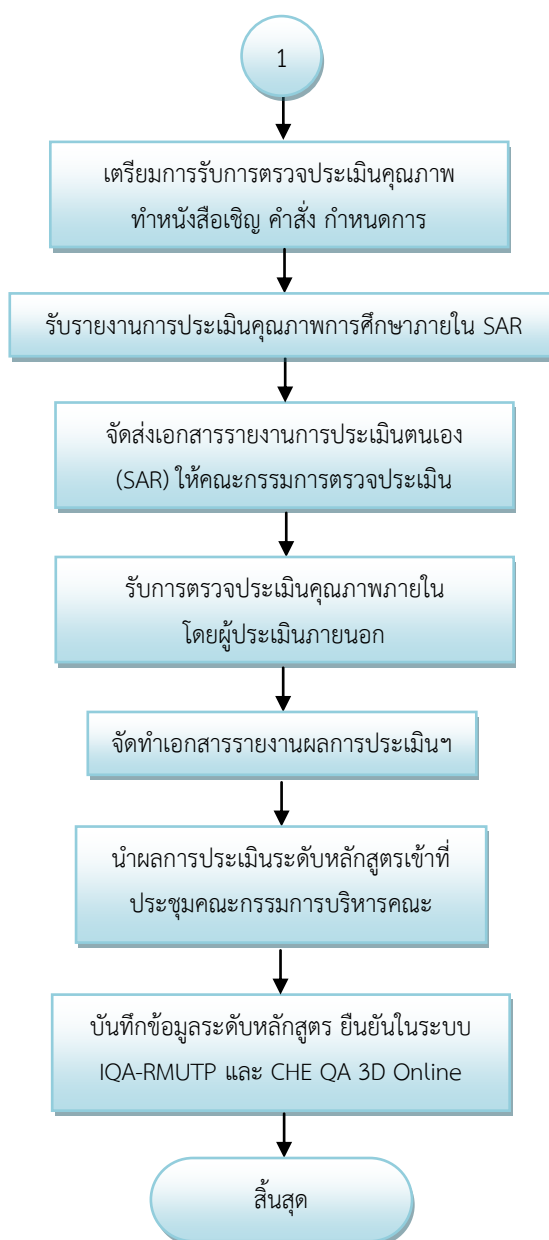 1
เตรียมการรับการตรวจประเมินคุณภาพ
ทำหนังสือเชิญ คำสั่ง กำหนดการ
รับรายงานการประเมินคุณภาพการศึกษาภายใน SAR
จัดส่งเอกสารรายงานการประเมินตนเอง
(SAR) ให้คณะกรรมการตรวจประเมิน
รับการตรวจประเมินคุณภาพภายใน
โดยผู้ประเมินภายนอก
จัดทำเอกสารรายงานผลการประเมินฯ
นำผลการประเมินระดับหลักสูตรเข้าที่
ประชุมคณะกรรมการบริหารคณะ
บันทึกข้อมูลระดับหลักสูตร ยืนยันในระบบ
IQA-RMUTP และ CHE QA 3D Online
สิ้นสุด